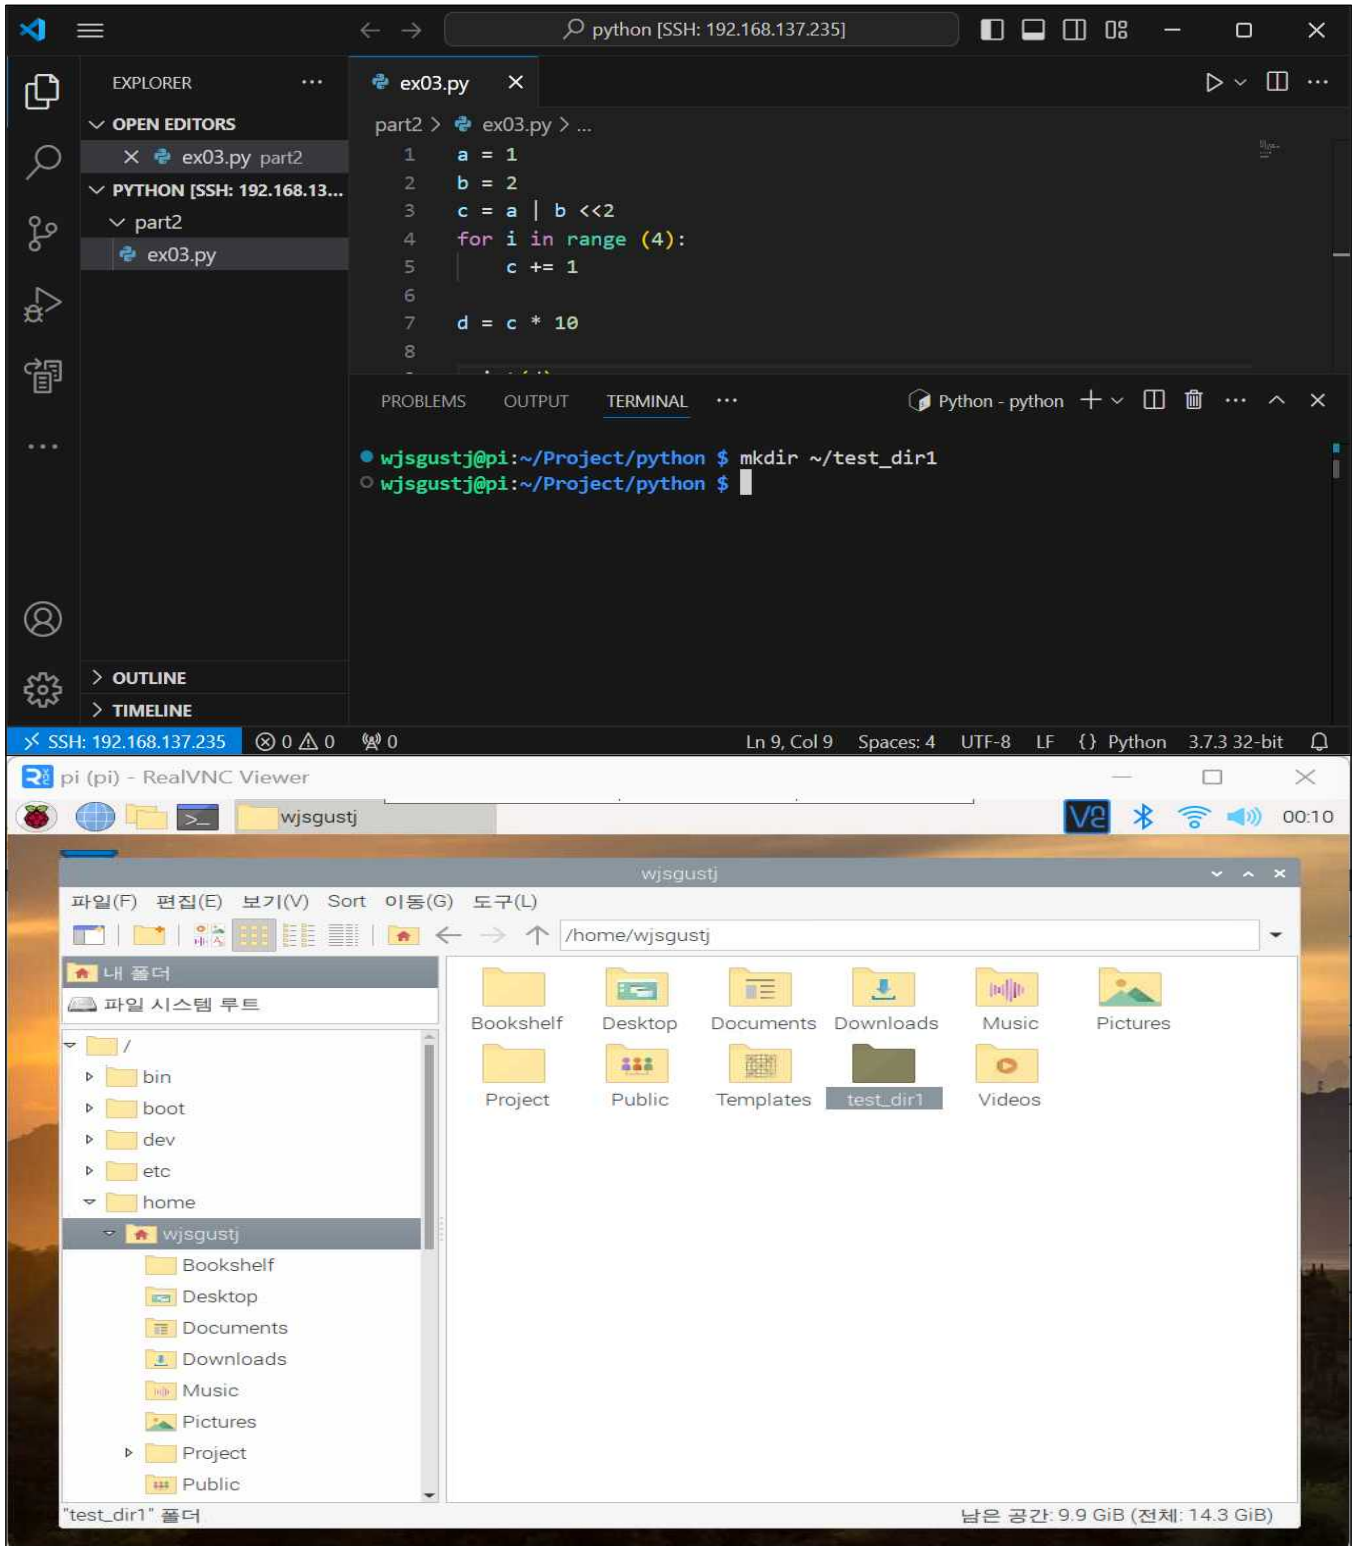 python [SSH: 192.168.137.235]
EXPLORER
ex03.py
OPEN EDITORS
ex03.py part2
PYTHON [SSH: 192.168.13...
part2
ex03.py
part2 > ex03.py > ...
1 a = 1
2 b = 2
3 c = a | b <<2
4 for i in range (4):
5 c += 1
6
7 d = c * 10
8
PROBLEMS OUTPUT TERMINAL ...
Python - python
wjsgustj@pi:~/Project/python $ mkdir ~/test_dir1
wjsgustj@pi:~/Project/python $
OUTLINE
TIMELINE
SSH: 192.168.137.235 0 0 0 Ln 9, Col 9 Spaces: 4 UTF-8 LF {} Python 3.7.3 32-bit
pi (pi) - RealVNC Viewer
wjsgustj
00:10
wjsgustj
파일(F) 편집(E) 보기(V) Sort 이동(G) 도구(L)
/home/wjsgustj
내 폴더
파일 시스템 루트
/
bin
boot
dev
etc
home
wjsgustj
Bookshelf
Desktop
Documents
Downloads
Music
Pictures
Project
Public
Bookshelf Desktop Documents Downloads Music Pictures
Project Public Templates test_dir1 Videos
"test_dir1" 폴더
남은 공간: 9.9 GiB (전체: 14.3 GiB)